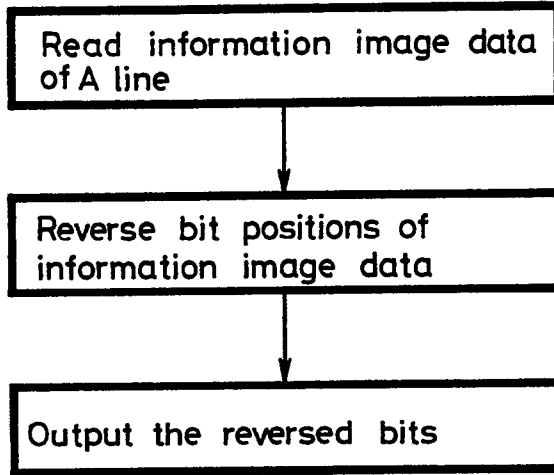 Read information image data
of A line
Reverse bit positions of
information image data
Output the reversed bits